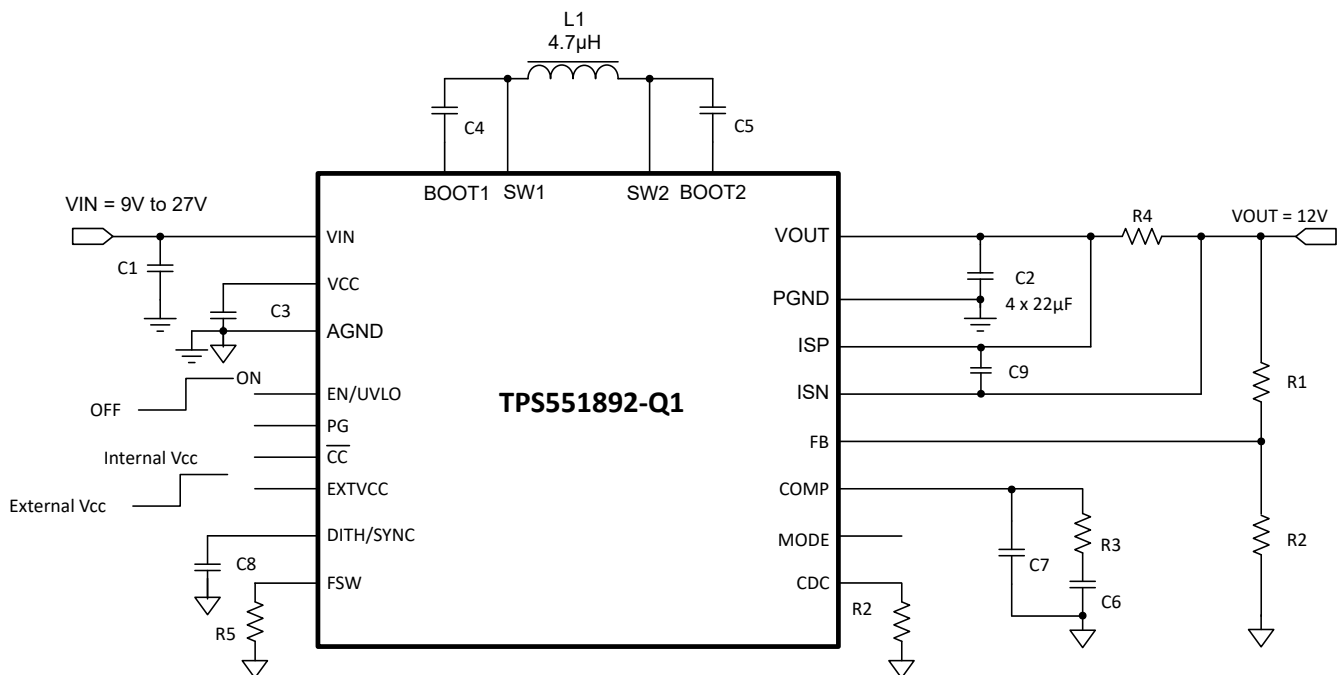 L1
4.7µH
C4
C5
BOOT1
SW1
SW2
BOOT2
VIN = 9V to 27V
C1
VIN
VCC
C3
AGND
OFF
ON
EN/UVLO
PG
CC
Internal Vcc
External Vcc
EXTVCC
DITH/SYNC
C8
FSW
R5
TPS551892-Q1
VOUT
R4
VOUT = 12V
C2
4 x 22µF
PGND
ISP
C9
ISN
R1
FB
COMP
MODE
R3
C7
C6
R2
CDC
R2